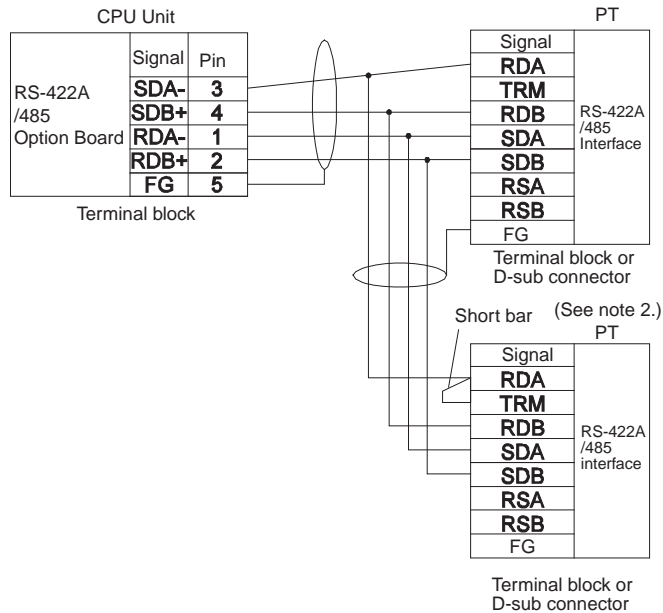 CPU Unit
RS-422A
/485
Option Board
Signal Pin
SDA- 3
SDB+ 4
RDA- 1
RDB+ 2
FG 5
Terminal block
PT
Signal
RDA
TRM
RDB
SDA
SDB
RSA
RSB
FG
RS-422A
/485
Interface
Terminal block or
D-sub connector
Short bar
(See note 2.)
PT
Signal
RDA
TRM
RDB
SDA
SDB
RSA
RSB
FG
RS-422A
/485
interface
Terminal block or
D-sub connector